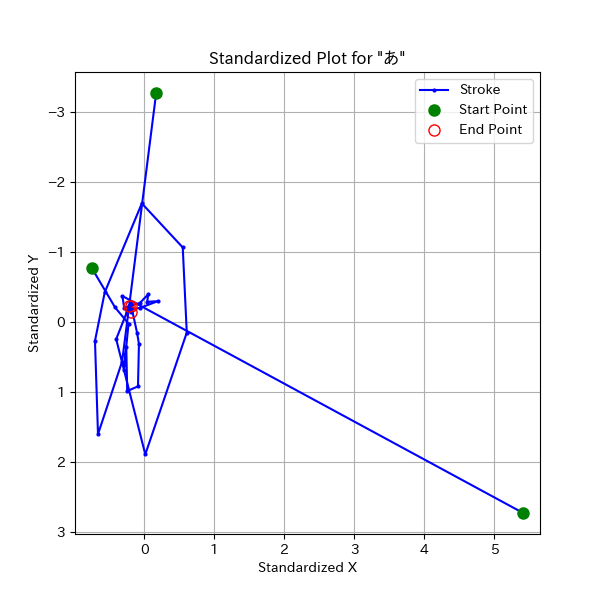 Standardized Plot for "あ"
Stroke
Start Point
End Point
−3
−2
−1
0
1
2
3
Standardized Y
0 1 2 3 4 5
Standardized X